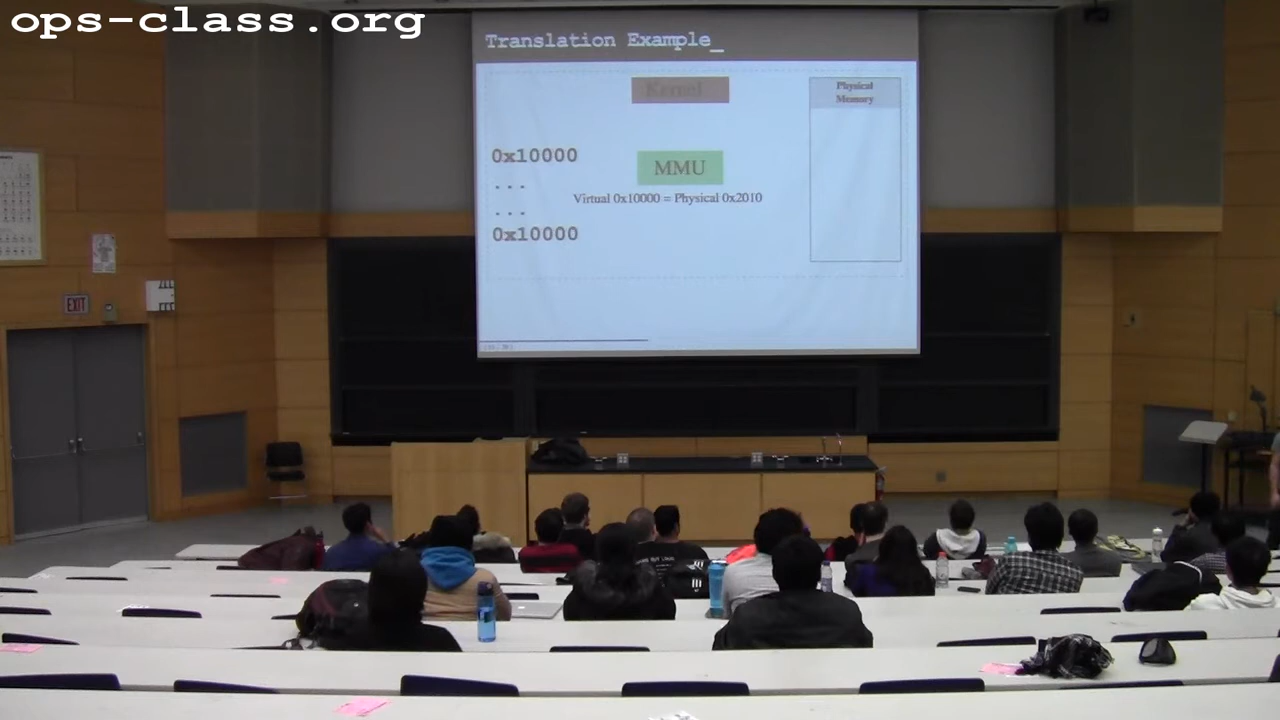 ops-class.org
Translation Example_
Kernel
Physical
Memory
0x10000
MMU
...
Virtual 0x10000 = Physical 0x2010
...
0x10000
EXIT